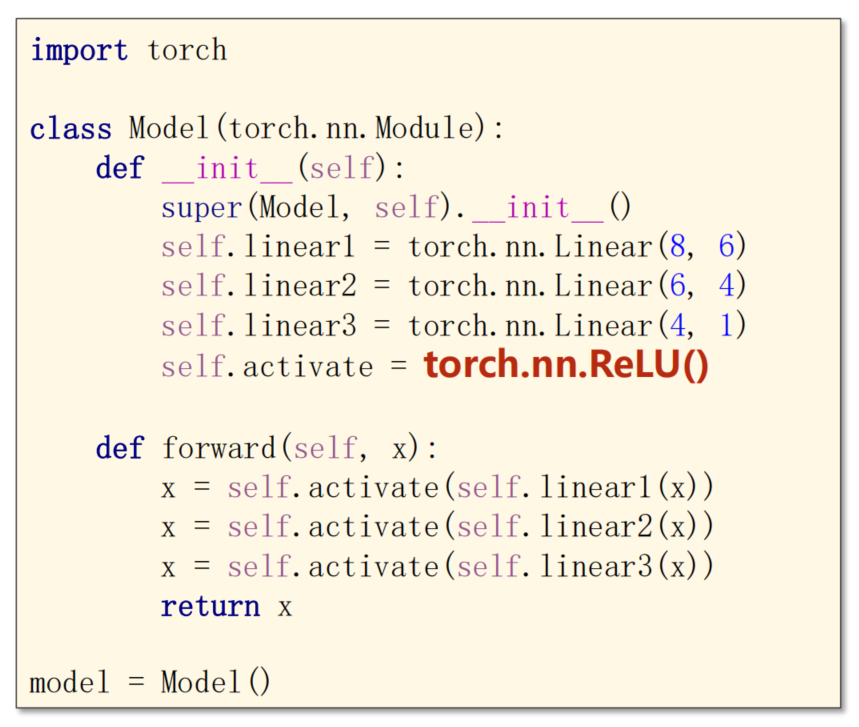 import torch

class Model(torch.nn.Module):
    def __init__(self):
        super(Model, self).__init__()
        self.linear1 = torch.nn.Linear(8, 6)
        self.linear2 = torch.nn.Linear(6, 4)
        self.linear3 = torch.nn.Linear(4, 1)
        self.activate = torch.nn.ReLU()

    def forward(self, x):
        x = self.activate(self.linear1(x))
        x = self.activate(self.linear2(x))
        x = self.activate(self.linear3(x))
        return x

model = Model()